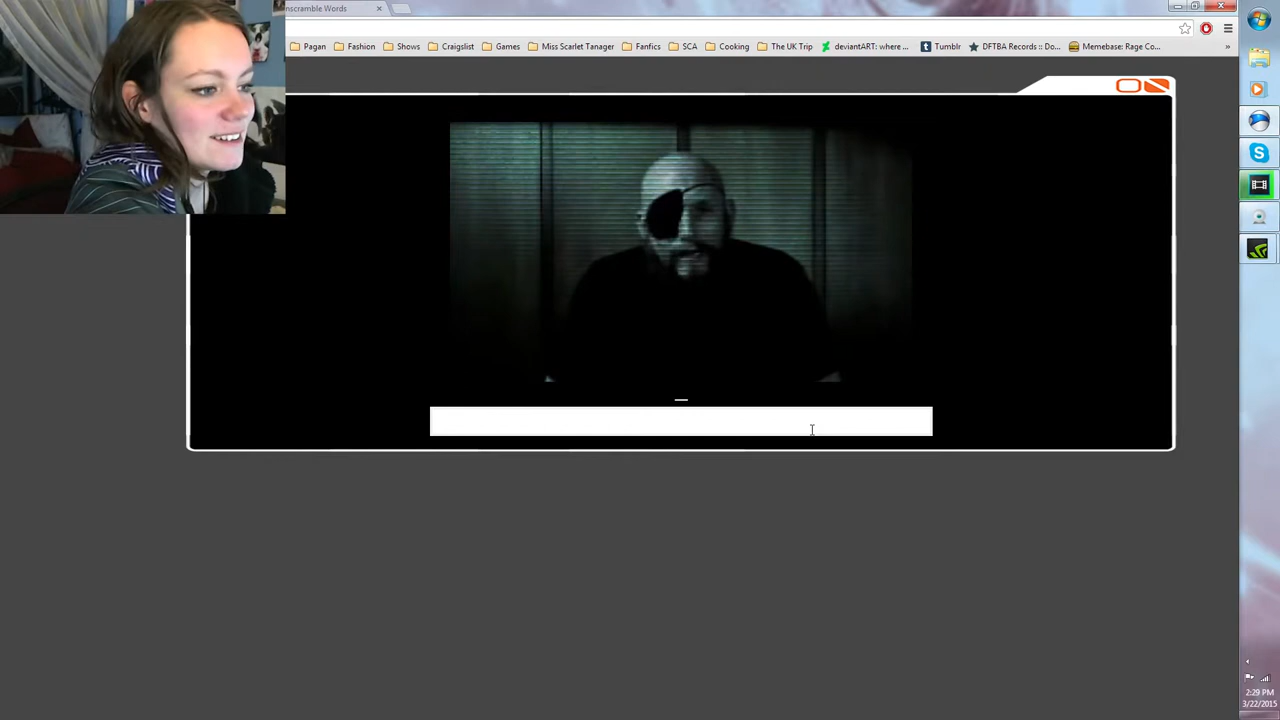 nscramble Words
Pagan Fashion Shows Craigslist Games Miss Scarlet Tanager Fanfics SCA Cooking The UK Trip deviantART: where ... Tumblr DFTBA Records :: Do... Memebase: Rage Co... »
2:29 PM
3/22/2015